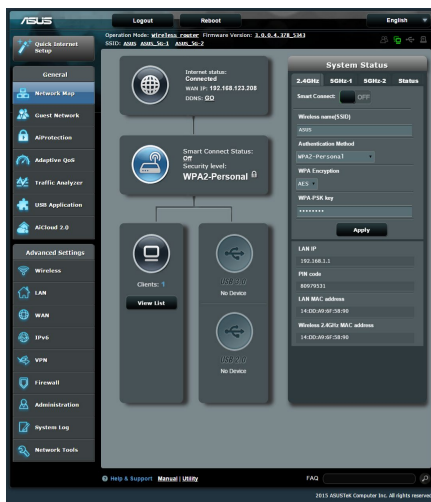 ASUS
Logout
Reboot
English
Operation Mode: Wireless router Firmware Version: 3.0.0.4.378_5343
SSID: ASUS ASUS_5G-1 ASUS_5G-2
Quick Internet Setup
General
Network Map
Guest Network
AiProtection
Adaptive QoS
Traffic Analyzer
USB Application
AiCloud 2.0
Advanced Settings
Wireless
LAN
WAN
IPv6
VPN
Firewall
Administration
System Log
Network Tools
Internet status:
Connected
WAN IP: 192.168.123.208
DDNS: GO
Smart Connect Status:
Off
Security level:
WPA2-Personal
Clients: 1
View List
No Device
No Device
System Status
2.4GHz 5GHz-1 5GHz-2 Status
Smart Connect: OFF
Wireless name(SSID)
ASUS
Authentication Method
WPA2-Personal
WPA Encryption
AES
WPA-PSK key
••••••••
Apply
LAN IP
192.168.1.1
PIN code
86979531
LAN MAC address
14:DD:A9:6F:58:90
Wireless 2.4GHz MAC address
14:DD:A9:6F:58:90
Help & Support Manual | Utility
FAQ
2015 ASUSTeK Computer Inc. All rights reserved